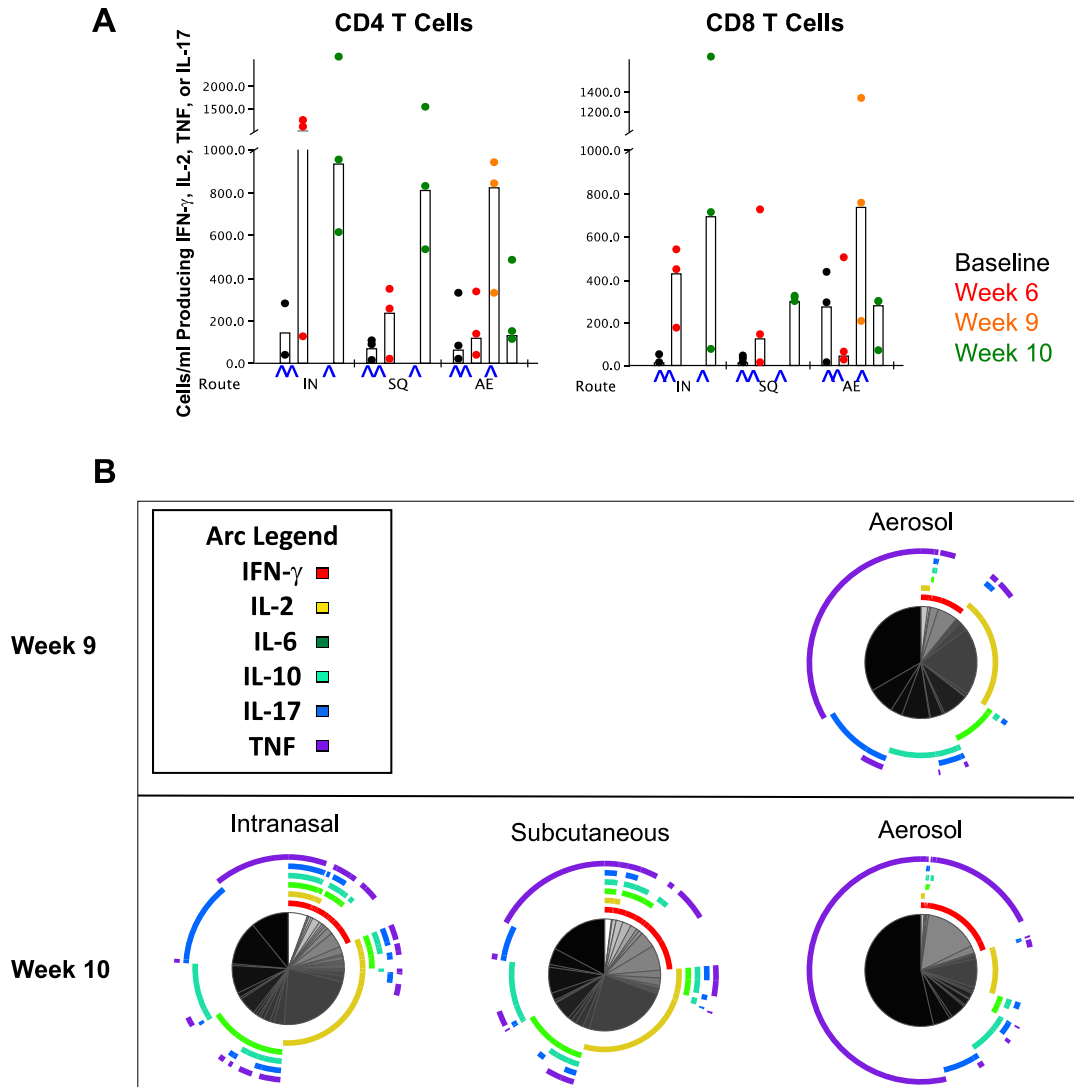 A
CD4 T Cells
CD8 T Cells
Cells/ml Producing IFN-γ, IL-2, TNF, or IL-17
2000.0
1500.0
1000.0
800.0
600.0
400.0
200.0
0.0
Route
IN
SQ
AE
1400.0
1200.0
1000.0
800.0
600.0
400.0
200.0
0.0
Route
IN
SQ
AE
Baseline
Week 6
Week 9
Week 10
B
Arc Legend
IFN-γ
IL-2
IL-6
IL-10
IL-17
TNF
Week 9
Aerosol
Week 10
Intranasal
Subcutaneous
Aerosol